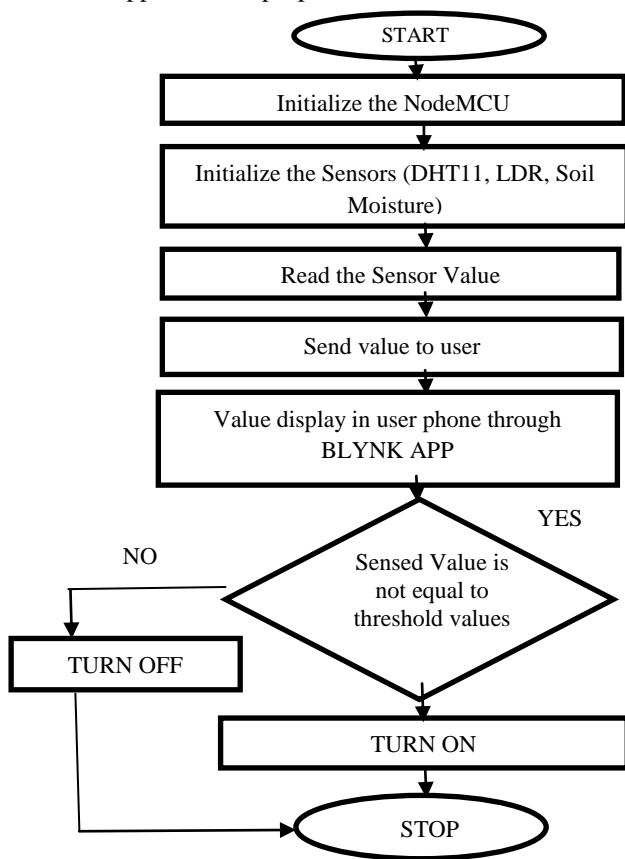 START
Initialize the NodeMCU
Initialize the Sensors (DHT11, LDR, Soil
Moisture)
Read the Sensor Value
Send value to user
Value display in user phone through
BLYNK APP
YES
NO
Sensed Value is
not equal to
threshold values
TURN OFF
TURN ON
STOP